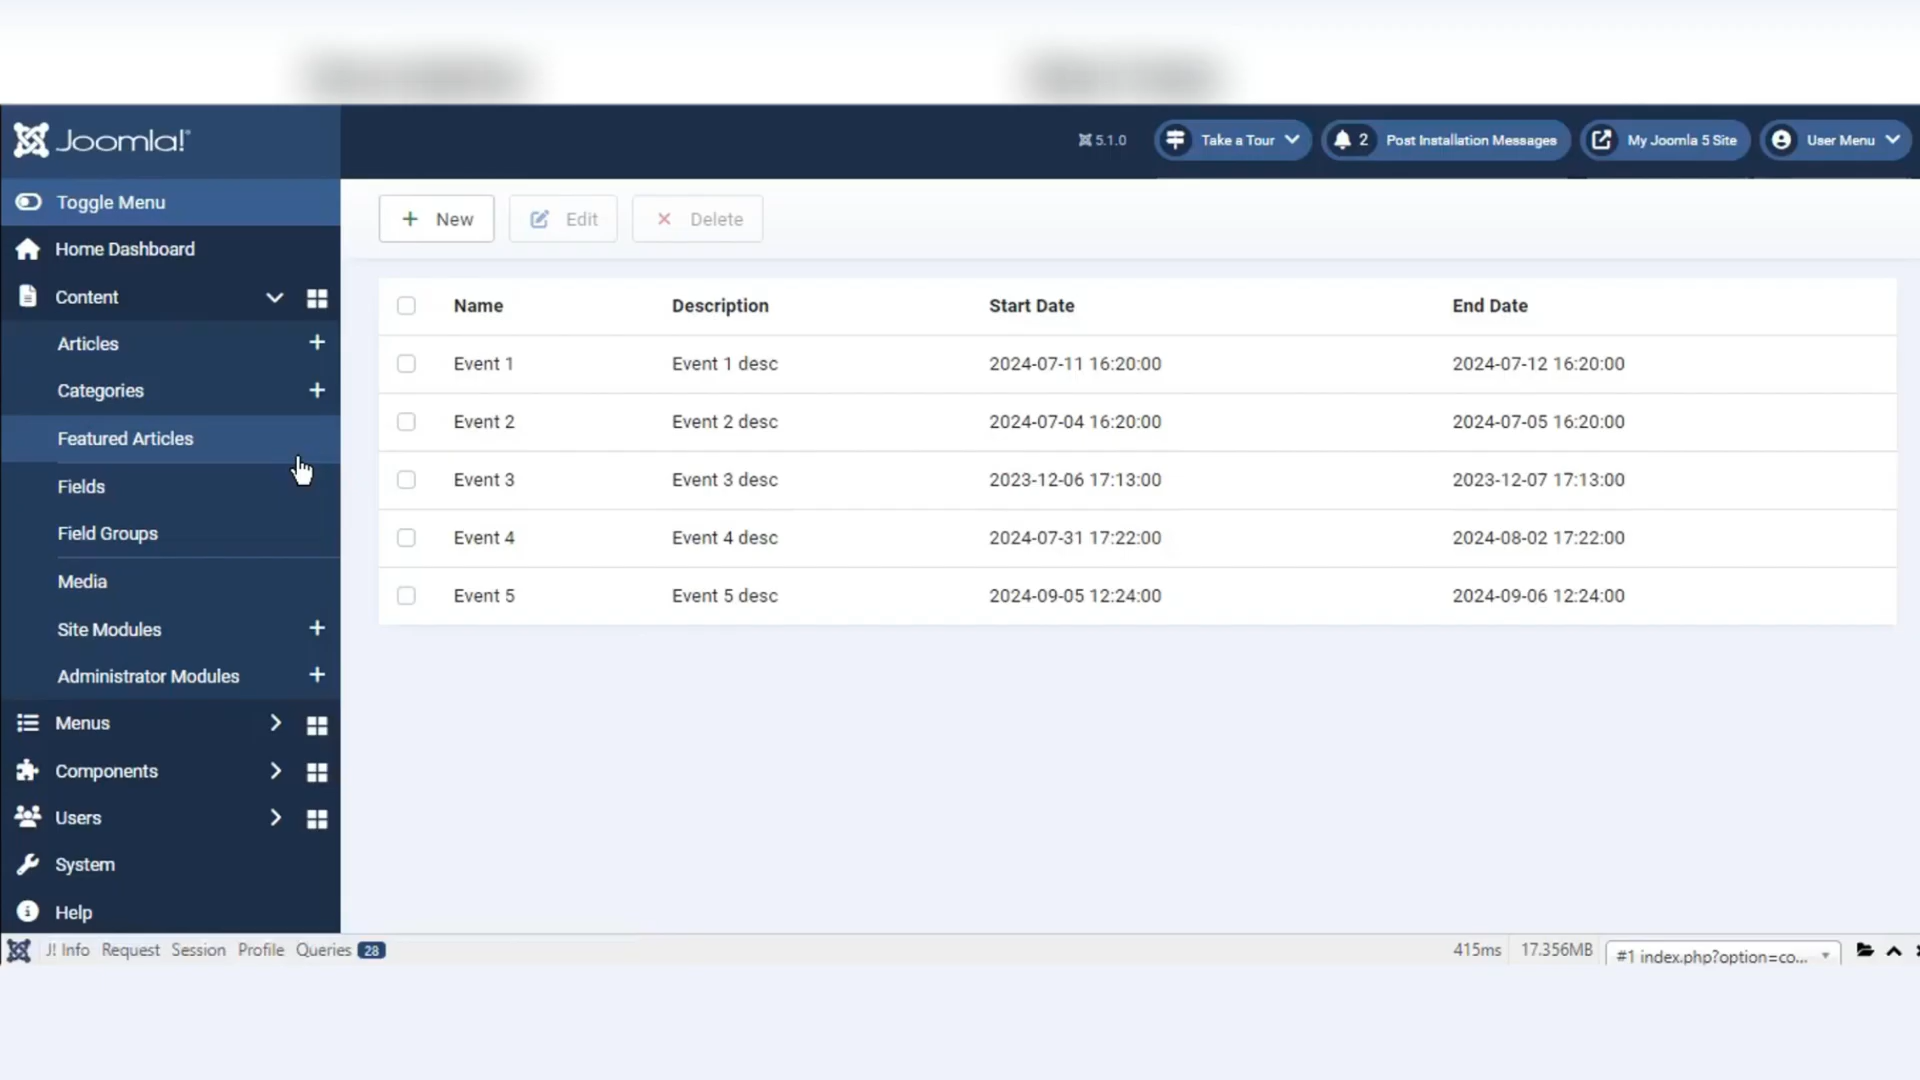 Joomla!®
5.1.0
Take a Tour
2 Post Installation Messages
My Joomla 5 Site
User Menu
Toggle Menu
Home Dashboard
Content
Articles
Categories
Featured Articles
Fields
Field Groups
Media
Site Modules
Administrator Modules
Menus
Components
Users
System
Help
New Edit Delete
Name Description Start Date End Date
Event 1 Event 1 desc 2024-07-11 16:20:00 2024-07-12 16:20:00
Event 2 Event 2 desc 2024-07-04 16:20:00 2024-07-05 16:20:00
Event 3 Event 3 desc 2023-12-06 17:13:00 2023-12-07 17:13:00
Event 4 Event 4 desc 2024-07-31 17:22:00 2024-08-02 17:22:00
Event 5 Event 5 desc 2024-09-05 12:24:00 2024-09-06 12:24:00
J! Info Request Session Profile Queries 28 415ms 17.356MB #1 index.php?option=co...